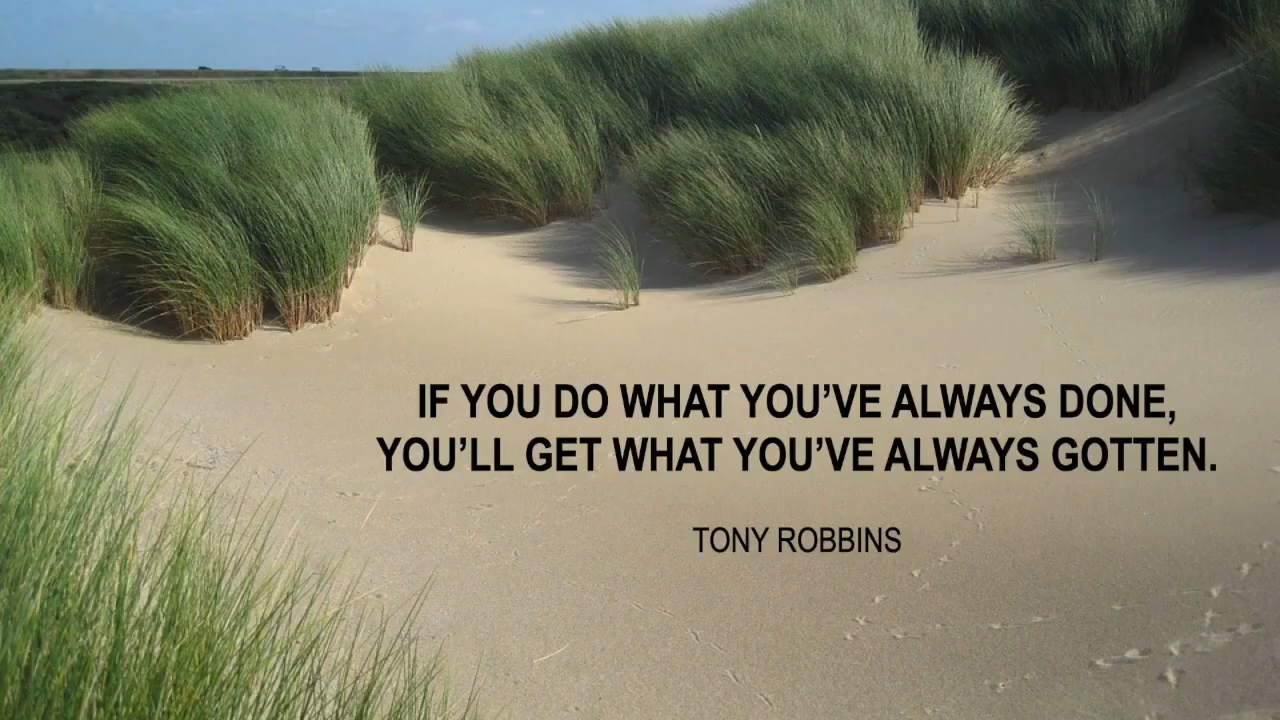 IF YOU DO WHAT YOU’VE ALWAYS DONE,
YOU’LL GET WHAT YOU’VE ALWAYS GOTTEN.
TONY ROBBINS